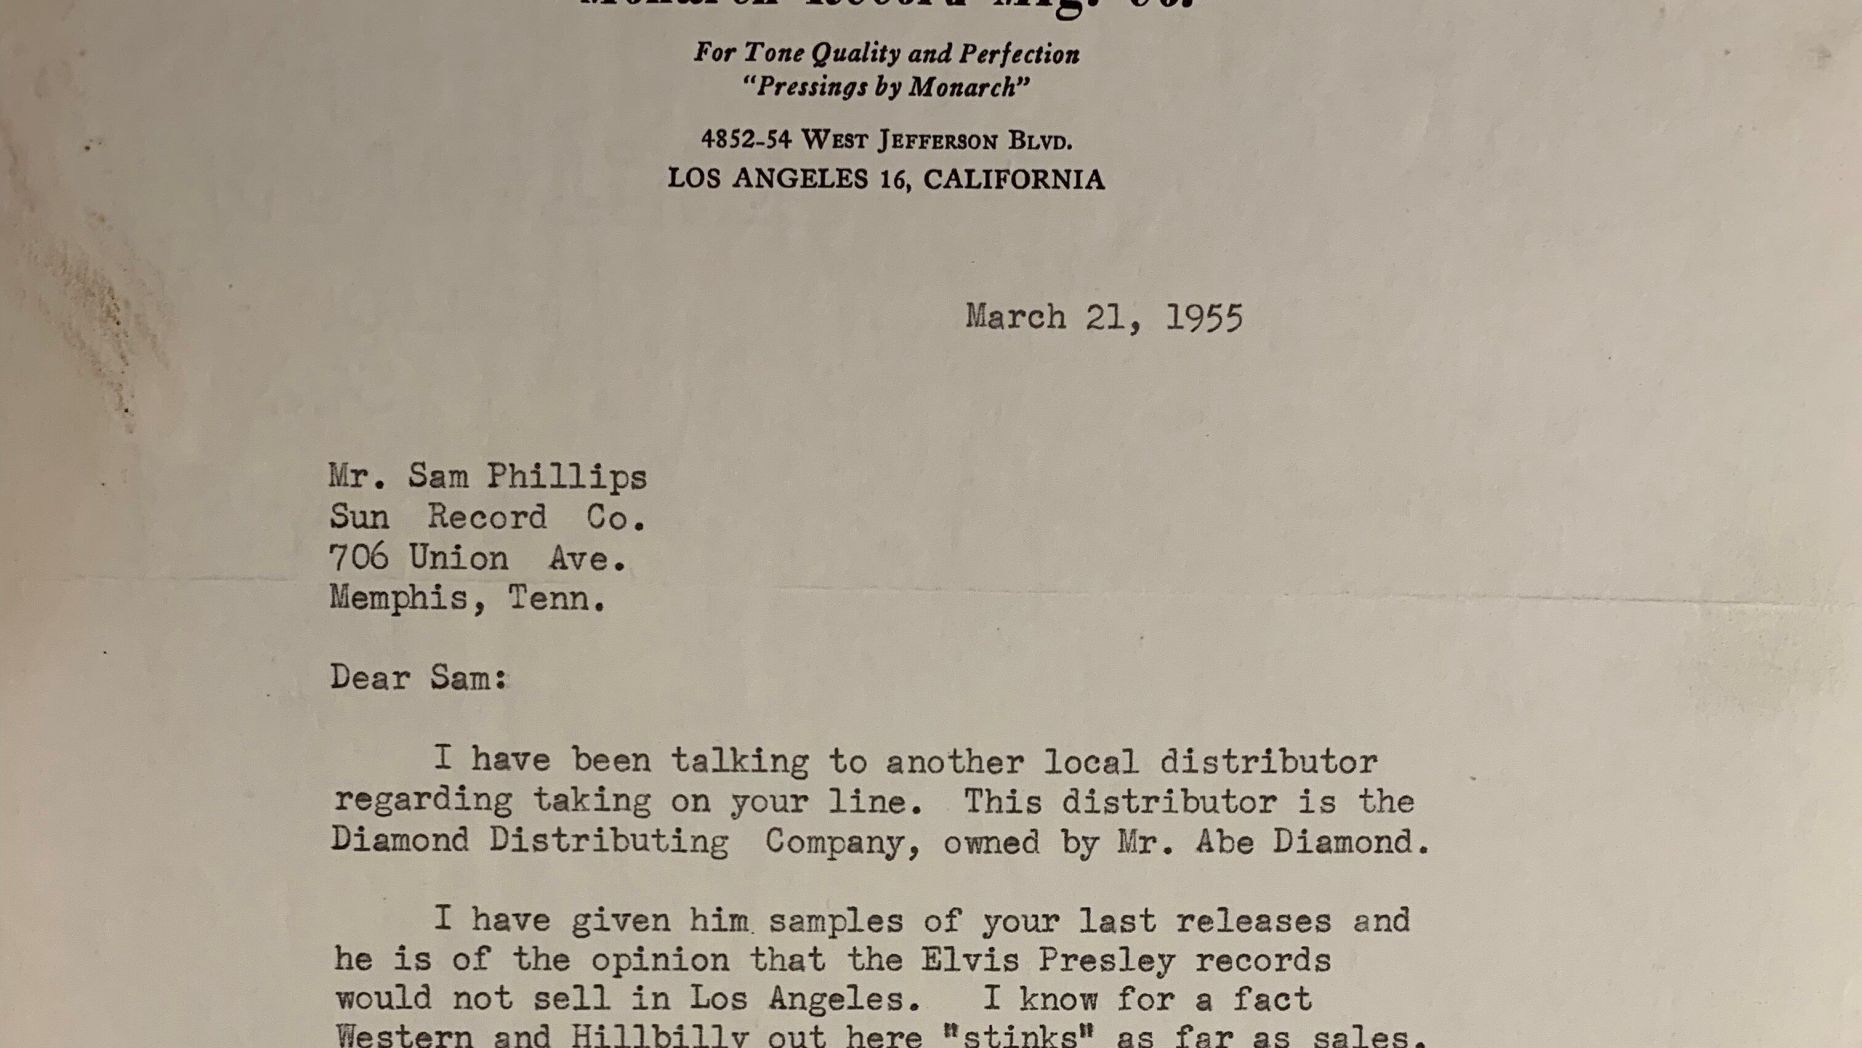 Monarch Record Mfg. Co.
For Tone Quality and Perfection
“Pressings by Monarch”
4852-54 West Jefferson Blvd.
LOS ANGELES 16, CALIFORNIA
March 21, 1955
Mr. Sam Phillips
Sun Record Co.
706 Union Ave.
Memphis, Tenn.
Dear Sam:
I have been talking to another local distributor
regarding taking on your line. This distributor is the
Diamond Distributing Company, owned by Mr. Abe Diamond.
I have given him samples of your last releases and
he is of the opinion that the Elvis Presley records
would not sell in Los Angeles. I know for a fact
Western and Hillbilly out here "stinks" as far as sales.